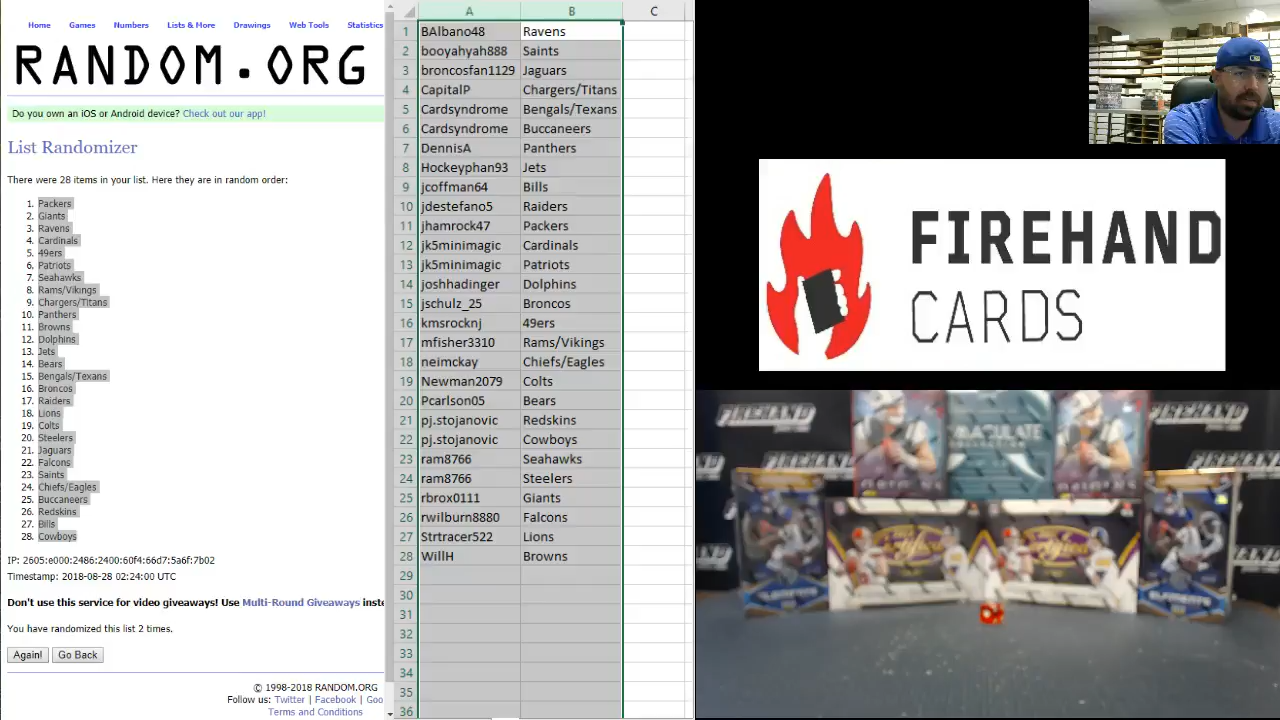 Home Games Numbers Lists & More Drawings Web Tools Statistics
RANDOM.ORG
Do you own an iOS or Android device? Check out our app!
List Randomizer
There were 28 items in your list. Here they are in random order:
1. Packers
2. Giants
3. Ravens
4. Cardinals
5. 49ers
6. Patriots
7. Seahawks
8. Rams/Vikings
9. Chargers/Titans
10. Panthers
11. Browns
12. Dolphins
13. Jets
14. Bears
15. Bengals/Texans
16. Broncos
17. Raiders
18. Lions
19. Colts
20. Steelers
21. Jaguars
22. Falcons
23. Saints
24. Chiefs/Eagles
25. Buccaneers
26. Redskins
27. Bills
28. Cowboys
IP: 2605:e000:2486:2400:60f4:66d7:5a6f:7b02
Timestamp: 2018-08-28 02:24:00 UTC
Don't use this service for video giveaways! Use Multi-Round Giveaways inste
You have randomized this list 2 times.
Again! Go Back
© 1998-2018 RANDOM.ORG
Follow us: Twitter | Facebook | Goo
Terms and Conditions
A B C
1 BAlbano48 Ravens
2 booyahyah888 Saints
3 broncosfan1129 Jaguars
4 CapitalP Chargers/Titans
5 Cardsyndrome Bengals/Texans
6 Cardsyndrome Buccaneers
7 DennisA Panthers
8 Hockeyphan93 Jets
9 jcoffman64 Bills
10 jdestefano5 Raiders
11 jhamrock47 Packers
12 jk5minimagic Cardinals
13 jk5minimagic Patriots
14 joshhadinger Dolphins
15 jschulz_25 Broncos
16 kmsrocknj 49ers
17 mfisher3310 Rams/Vikings
18 neimckay Chiefs/Eagles
19 Newman2079 Colts
20 Pcarlson05 Bears
21 pj.stojanovic Redskins
22 pj.stojanovic Cowboys
23 ram8766 Seahawks
24 ram8766 Steelers
25 rbrox0111 Giants
26 rwilburn8880 Falcons
27 Strtracer522 Lions
28 WillH Browns
29
30
31
32
33
34
35
36
FIREHAND
CARDS